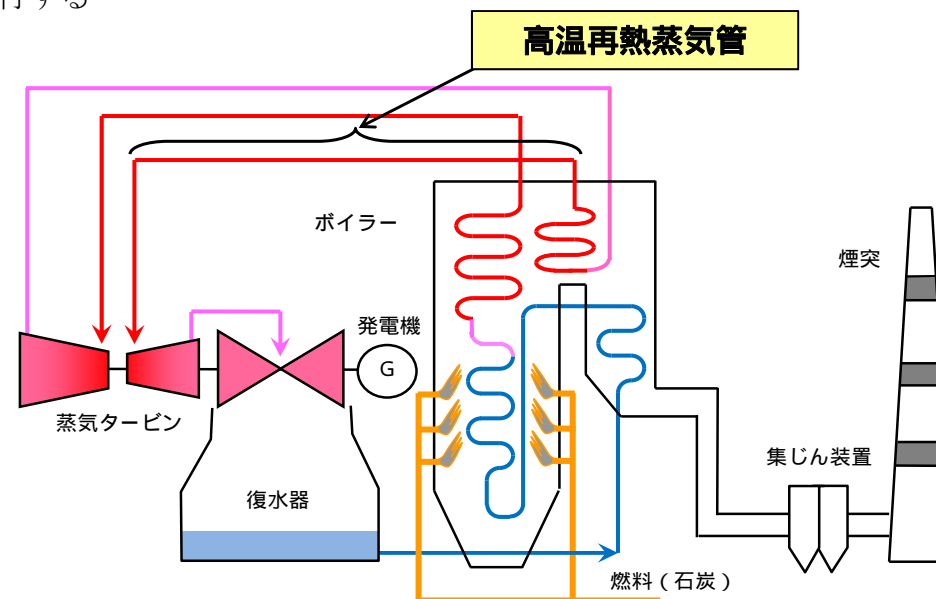 高温再熱蒸気管
ボイラー
煙突
発電機
G
蒸気タービン
集じん装置
復水器
燃料（石炭）